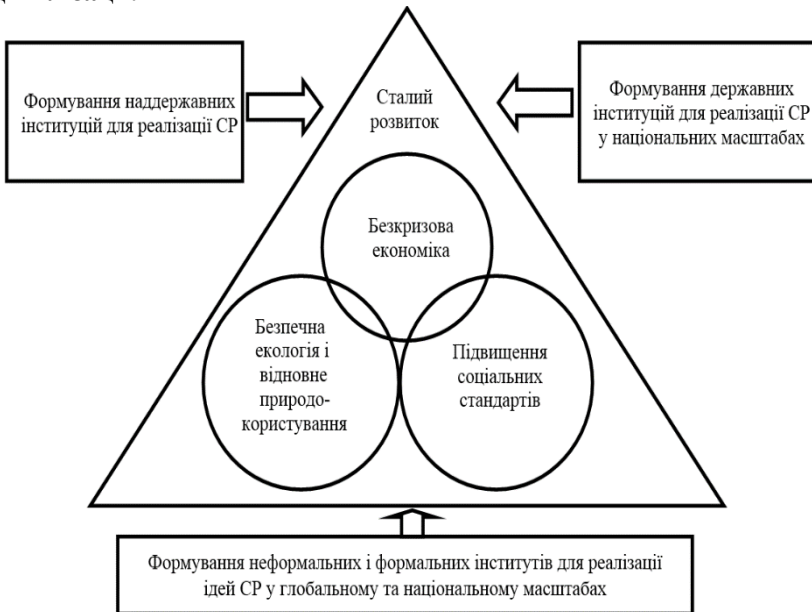 Формування наддержавних
інституцій для реалізації СР
Сталий
розвиток
Формування державних
інституцій для реалізації СР
у національних масштабах
Безкризова
економіка
Безпечна
екологія і
відновне
природо-
користування
Підвищення
соціальних
стандартів
Формування неформальних і формальних інститутів для реалізації
ідей СР у глобальному та національному масштабах